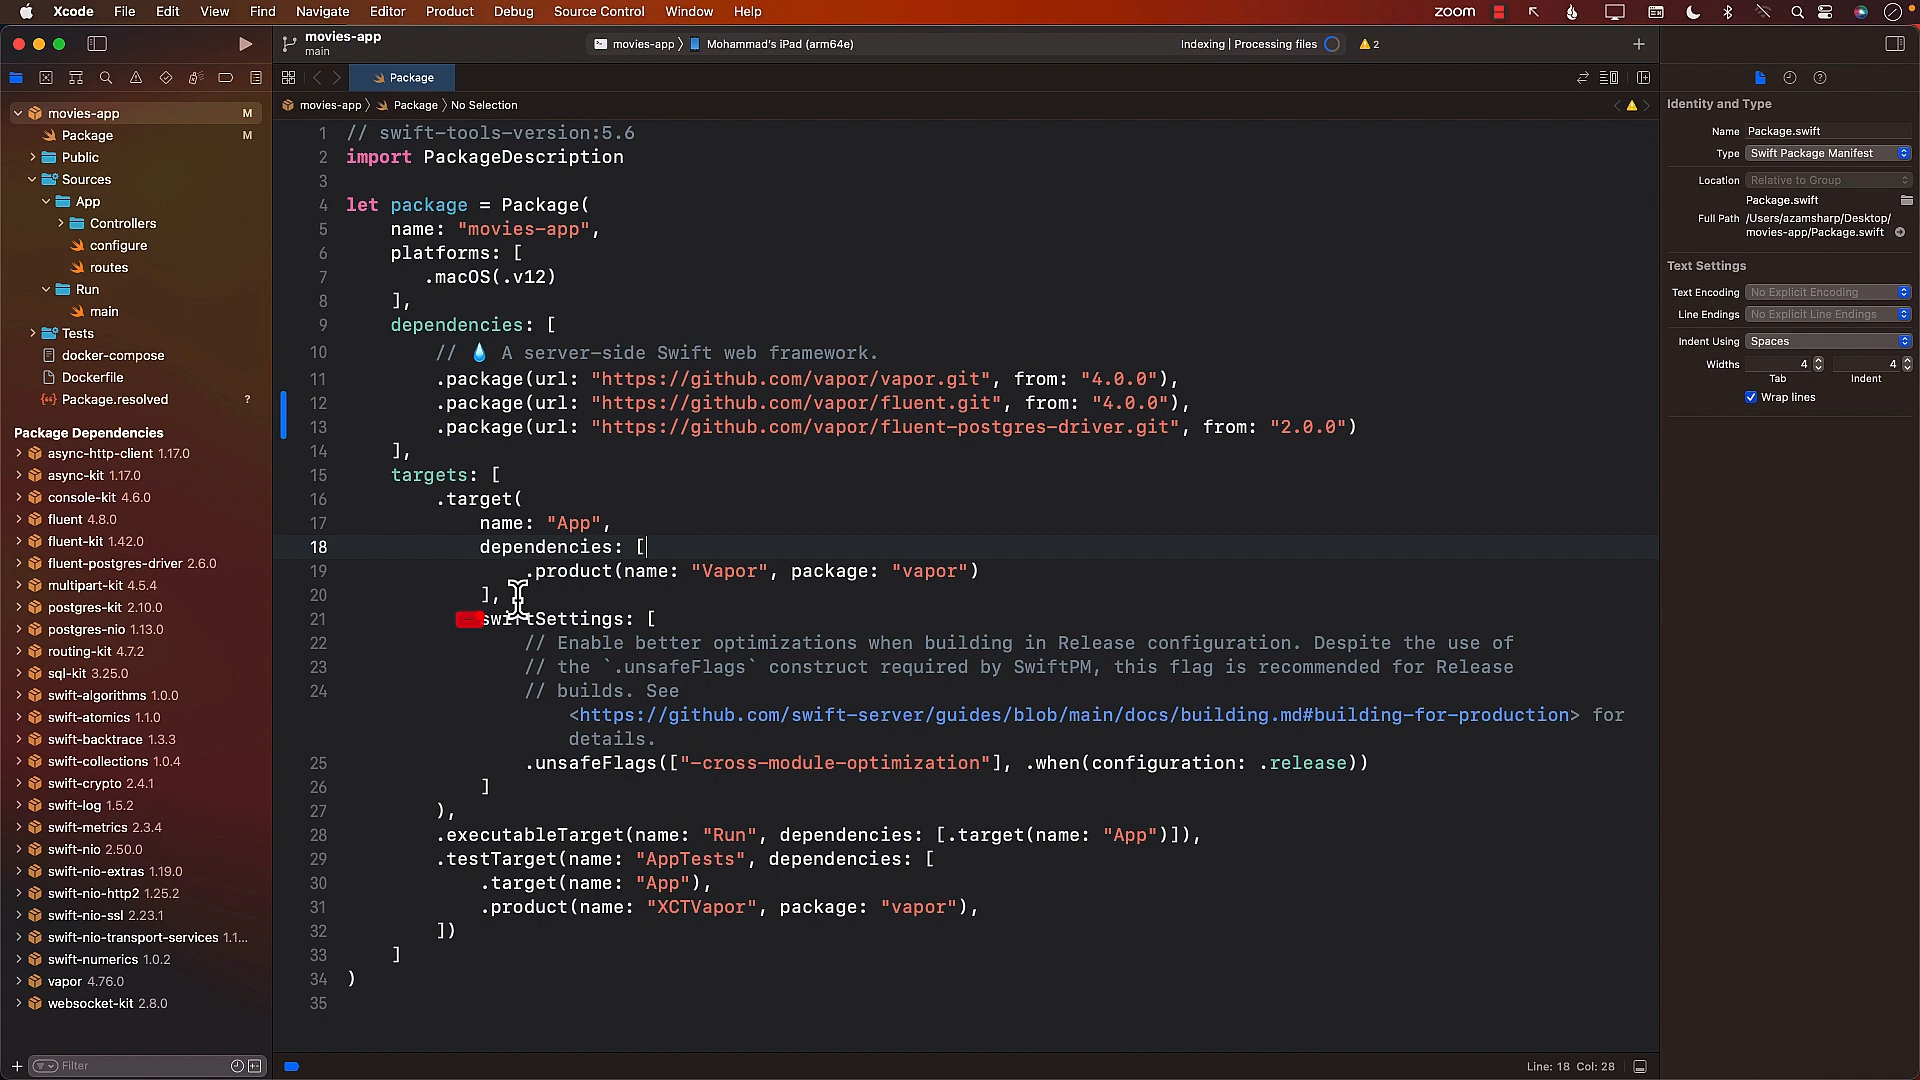 Xcode File Edit View Find Navigate Editor Product Debug Source Control Window Help
zoom
movies-app
main
movies-app Mohammad's iPad (arm64e)
Indexing | Processing files
2
Package
movies-app Package No Selection
movies-app M
Package M
Public
Sources
App
Controllers
configure
routes
Run
main
Tests
docker-compose
Dockerfile
Package.resolved ?
Package Dependencies
async-http-client 1.17.0
async-kit 1.17.0
console-kit 4.6.0
fluent 4.8.0
fluent-kit 1.42.0
fluent-postgres-driver 2.6.0
multipart-kit 4.5.4
postgres-kit 2.10.0
postgres-nio 1.13.0
routing-kit 4.7.2
sql-kit 3.25.0
swift-algorithms 1.0.0
swift-atomics 1.1.0
swift-backtrace 1.3.3
swift-collections 1.0.4
swift-crypto 2.4.1
swift-log 1.5.2
swift-metrics 2.3.4
swift-nio 2.50.0
swift-nio-extras 1.19.0
swift-nio-http2 1.25.2
swift-nio-ssl 2.23.1
swift-nio-transport-services 1.1...
swift-numerics 1.0.2
vapor 4.76.0
websocket-kit 2.8.0
Filter
1 // swift-tools-version:5.6
2 import PackageDescription
3
4 let package = Package(
5 name: "movies-app",
6 platforms: [
7 .macOS(.v12)
8 ],
9 dependencies: [
10 // 💧 A server-side Swift web framework.
11 .package(url: "https://github.com/vapor/vapor.git", from: "4.0.0"),
12 .package(url: "https://github.com/vapor/fluent.git", from: "4.0.0"),
13 .package(url: "https://github.com/vapor/fluent-postgres-driver.git", from: "2.0.0")
14 ],
15 targets: [
16 .target(
17 name: "App",
18 dependencies: [
19 .product(name: "Vapor", package: "vapor")
20 ],
21 swiftSettings: [
22 // Enable better optimizations when building in Release configuration. Despite the use of
23 // the `.unsafeFlags` construct required by SwiftPM, this flag is recommended for Release
24 // builds. See
<https://github.com/swift-server/guides/blob/main/docs/building.md#building-for-production> for
details.
25 .unsafeFlags(["-cross-module-optimization"], .when(configuration: .release))
26 ]
27 ),
28 .executableTarget(name: "Run", dependencies: [.target(name: "App")]),
29 .testTarget(name: "AppTests", dependencies: [
30 .target(name: "App"),
31 .product(name: "XCTVapor", package: "vapor"),
32 ])
33 ]
34 )
35
Line: 18 Col: 28
Identity and Type
Name Package.swift
Type Swift Package Manifest
Location Relative to Group
Package.swift
Full Path /Users/azamsharp/Desktop/
movies-app/Package.swift
Text Settings
Text Encoding No Explicit Encoding
Line Endings No Explicit Line Endings
Indent Using Spaces
Widths 4 4
Tab Indent
Wrap lines